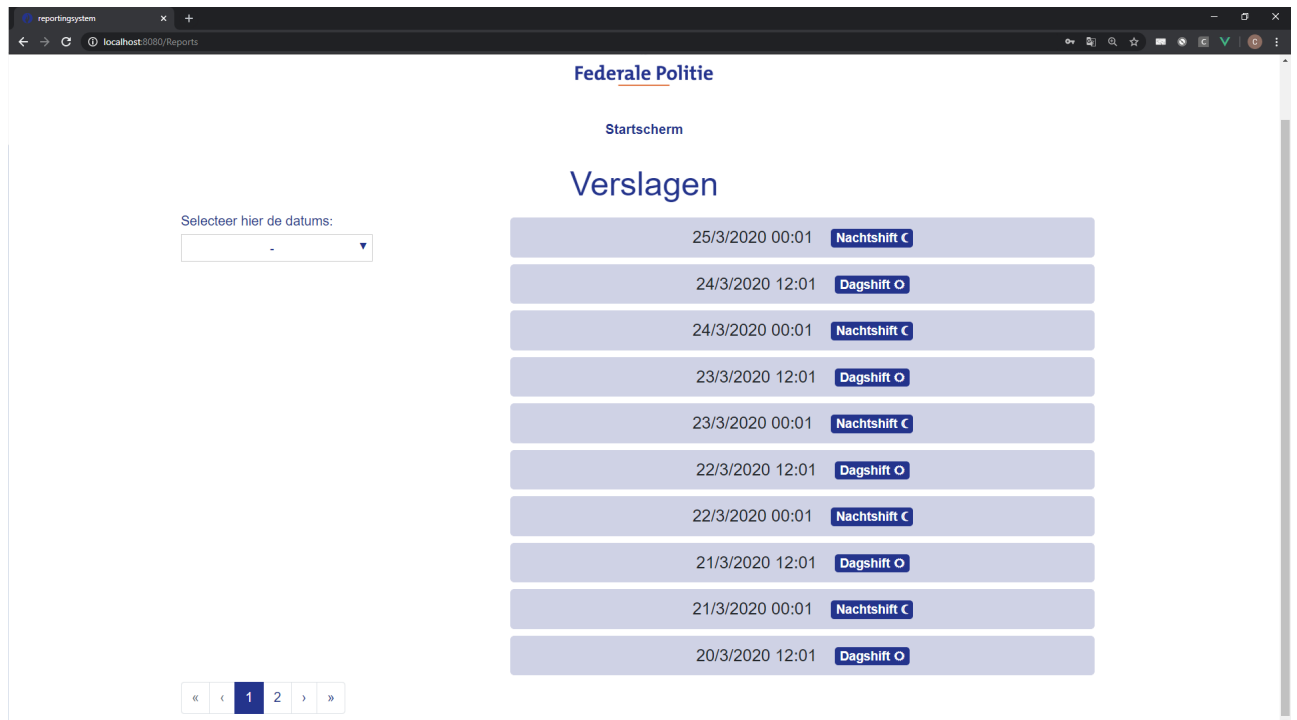 reportingsystem
localhost:8080/Reports
Federale Politie
Startscherm
Verslagen
Selecteer hier de datums:
-
25/3/2020 00:01 Nachtshift
24/3/2020 12:01 Dagshift
24/3/2020 00:01 Nachtshift
23/3/2020 12:01 Dagshift
23/3/2020 00:01 Nachtshift
22/3/2020 12:01 Dagshift
22/3/2020 00:01 Nachtshift
21/3/2020 12:01 Dagshift
21/3/2020 00:01 Nachtshift
20/3/2020 12:01 Dagshift
« ‹ 1 2 › »